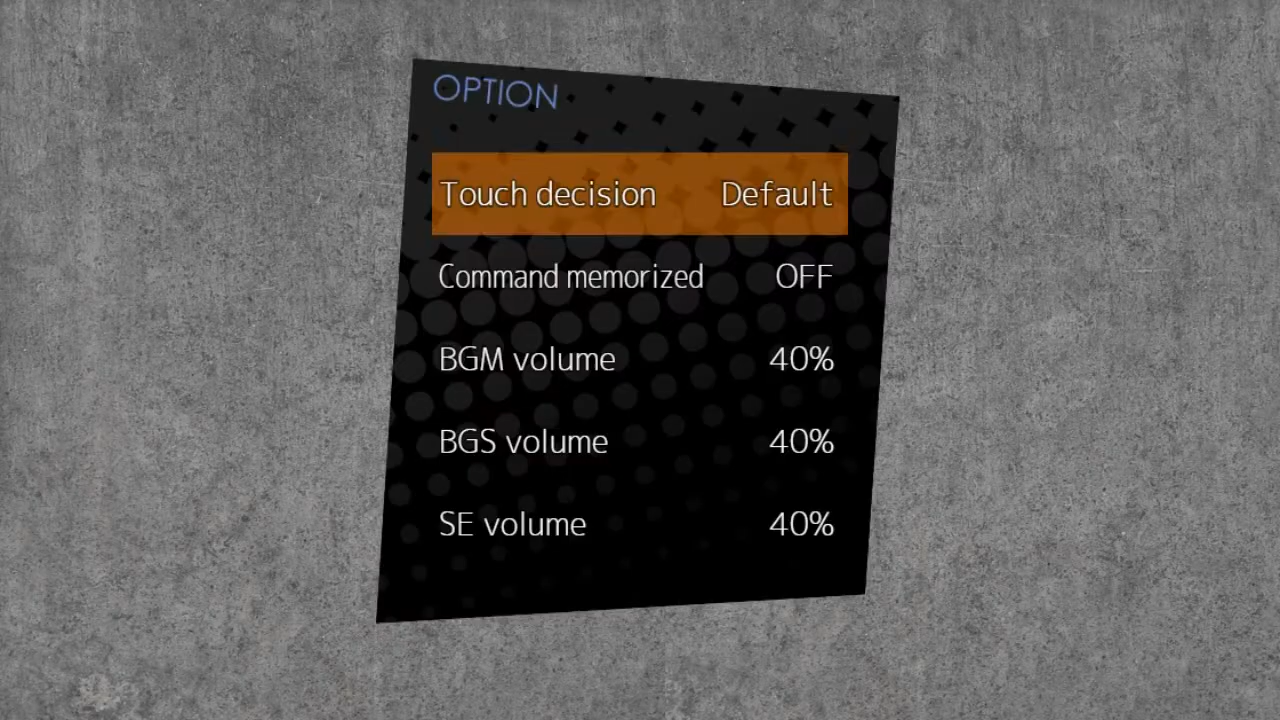 OPTION
Touch decision Default
Command memorized OFF
BGM volume 40%
BGS volume 40%
SE volume 40%